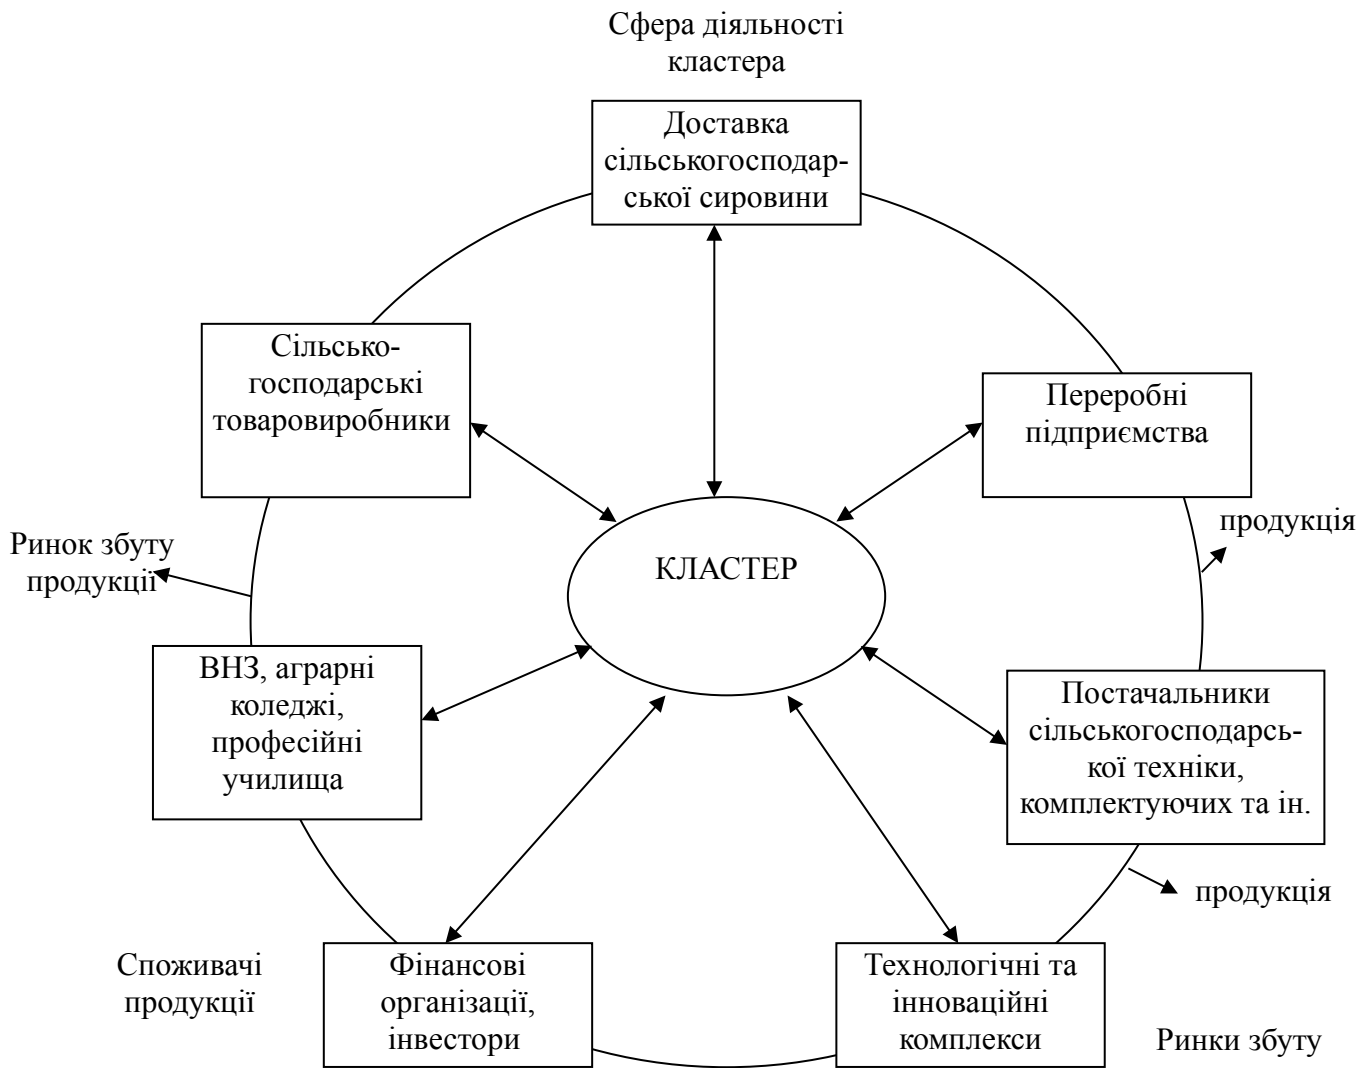 Сфера діяльності
кластера
Доставка
сільськогосподар-
ської сировини
Сільсько-
господарські
товаровиробники
Переробні
підприємства
продукція
Ринок збуту
продукції
КЛАСТЕР
ВНЗ, аграрні
коледжі,
професійні
училища
Постачальники
сільськогосподарсь-
кої техніки,
комплектуючих та ін.
продукція
Споживачі
продукції
Фінансові
організації,
інвестори
Технологічні та
інноваційні
комплекси
Ринки збуту